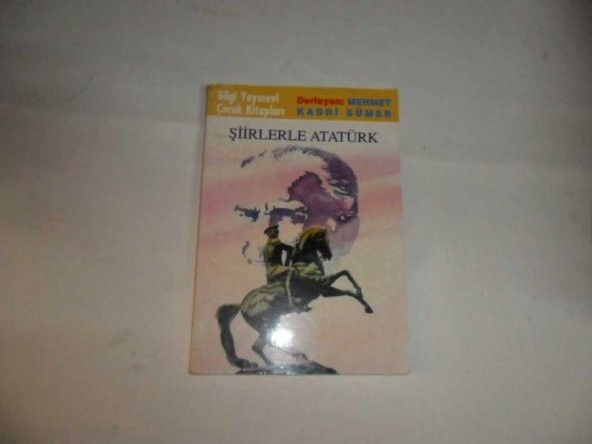 Bilgi Yayınevi
Çocuk Kitapları
Derleyen: MEHMET
KADRİ SÜMER
ŞİİRLERLE ATATÜRK